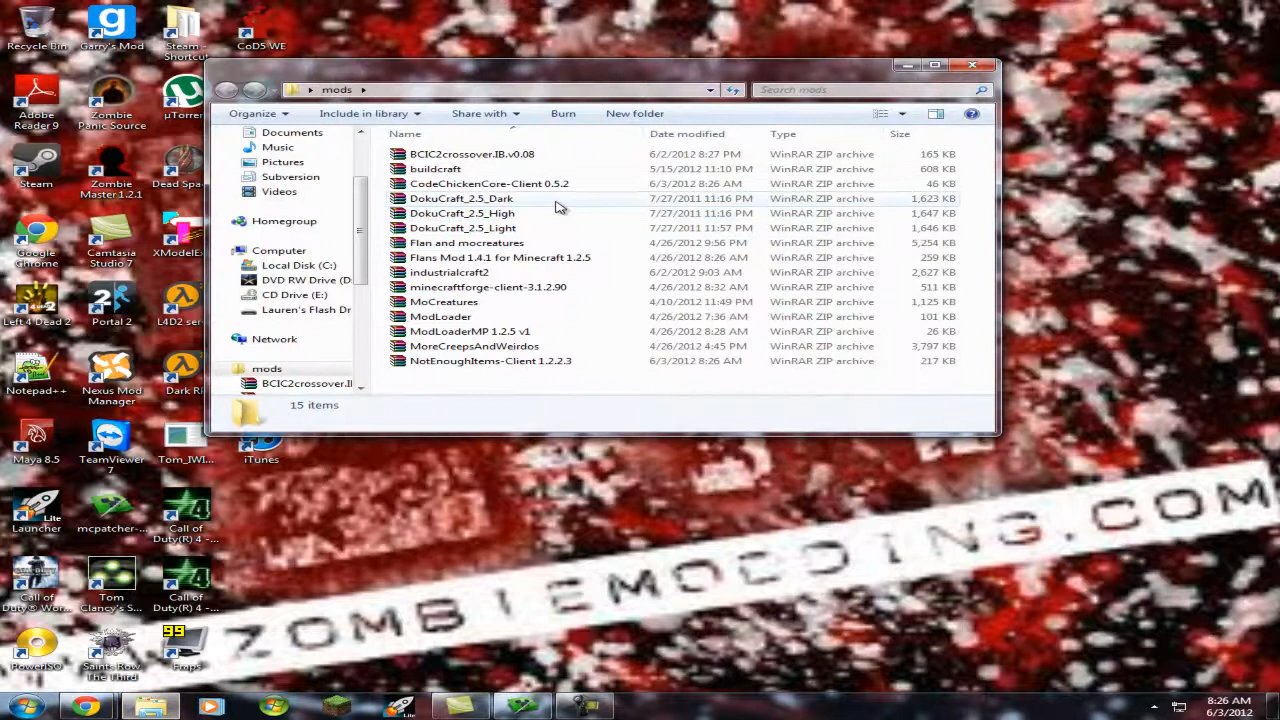 Recycle Bin
Garry's Mod
Steam - Shortcut
CoD5 WE
Adobe Reader 9
Zombie Panic Source
µTorrent
Steam
Zombie Master 1.2.1
Dead Spa
Google Chrome
Camtasia Studio 7
XModelE
Left 4 Dead 2
Portal 2
L4D2
Notepad++
Nexus Mod Manager
Dark
Maya 8.5
TeamViewer 7
Tom_IWI...
iTunes
Lite
Launcher
mcpatcher-...
Call of Duty(R) 4 -...
Call of Duty® Wor...
Tom Clancy's S...
Call of Duty(R) 4 -...
PowerISO
Saints Row The Third
99
Fraps
mods
Search mods
Organize Include in library Share with Burn New folder
Documents
Music
Pictures
Subversion
Videos
Homegroup
Computer
Local Disk (C:)
DVD RW Drive (D:
CD Drive (E:)
Lauren's Flash Dr
Network
mods
BCIC2crossover.I
Name Date modified Type Size
BCIC2crossover.IB.v0.08 6/2/2012 8:27 PM WinRAR ZIP archive 165 KB
buildcraft 5/15/2012 11:10 PM WinRAR ZIP archive 608 KB
CodeChickenCore-Client 0.5.2 6/3/2012 8:26 AM WinRAR ZIP archive 46 KB
DokuCraft_2.5_Dark 7/27/2011 11:16 PM WinRAR ZIP archive 1,623 KB
DokuCraft_2.5_High 7/27/2011 11:16 PM WinRAR ZIP archive 1,647 KB
DokuCraft_2.5_Light 7/27/2011 11:57 PM WinRAR ZIP archive 1,646 KB
Flan and mocreatures 4/26/2012 9:56 PM WinRAR ZIP archive 5,254 KB
Flans Mod 1.4.1 for Minecraft 1.2.5 4/26/2012 8:26 AM WinRAR ZIP archive 259 KB
industrialcraft2 6/2/2012 9:03 AM WinRAR ZIP archive 2,627 KB
minecraftforge-client-3.1.2.90 4/26/2012 8:32 AM WinRAR ZIP archive 511 KB
MoCreatures 4/10/2012 11:49 PM WinRAR ZIP archive 1,125 KB
ModLoader 4/26/2012 7:36 AM WinRAR ZIP archive 101 KB
ModLoaderMP 1.2.5 v1 4/26/2012 8:28 AM WinRAR ZIP archive 26 KB
MoreCreepsAndWeirdos 4/26/2012 4:45 PM WinRAR ZIP archive 3,797 KB
NotEnoughItems-Client 1.2.2.3 6/3/2012 8:26 AM WinRAR ZIP archive 217 KB
15 items
ZOMBIEMODDING.COM
Lite
8:26 AM
6/3/2012